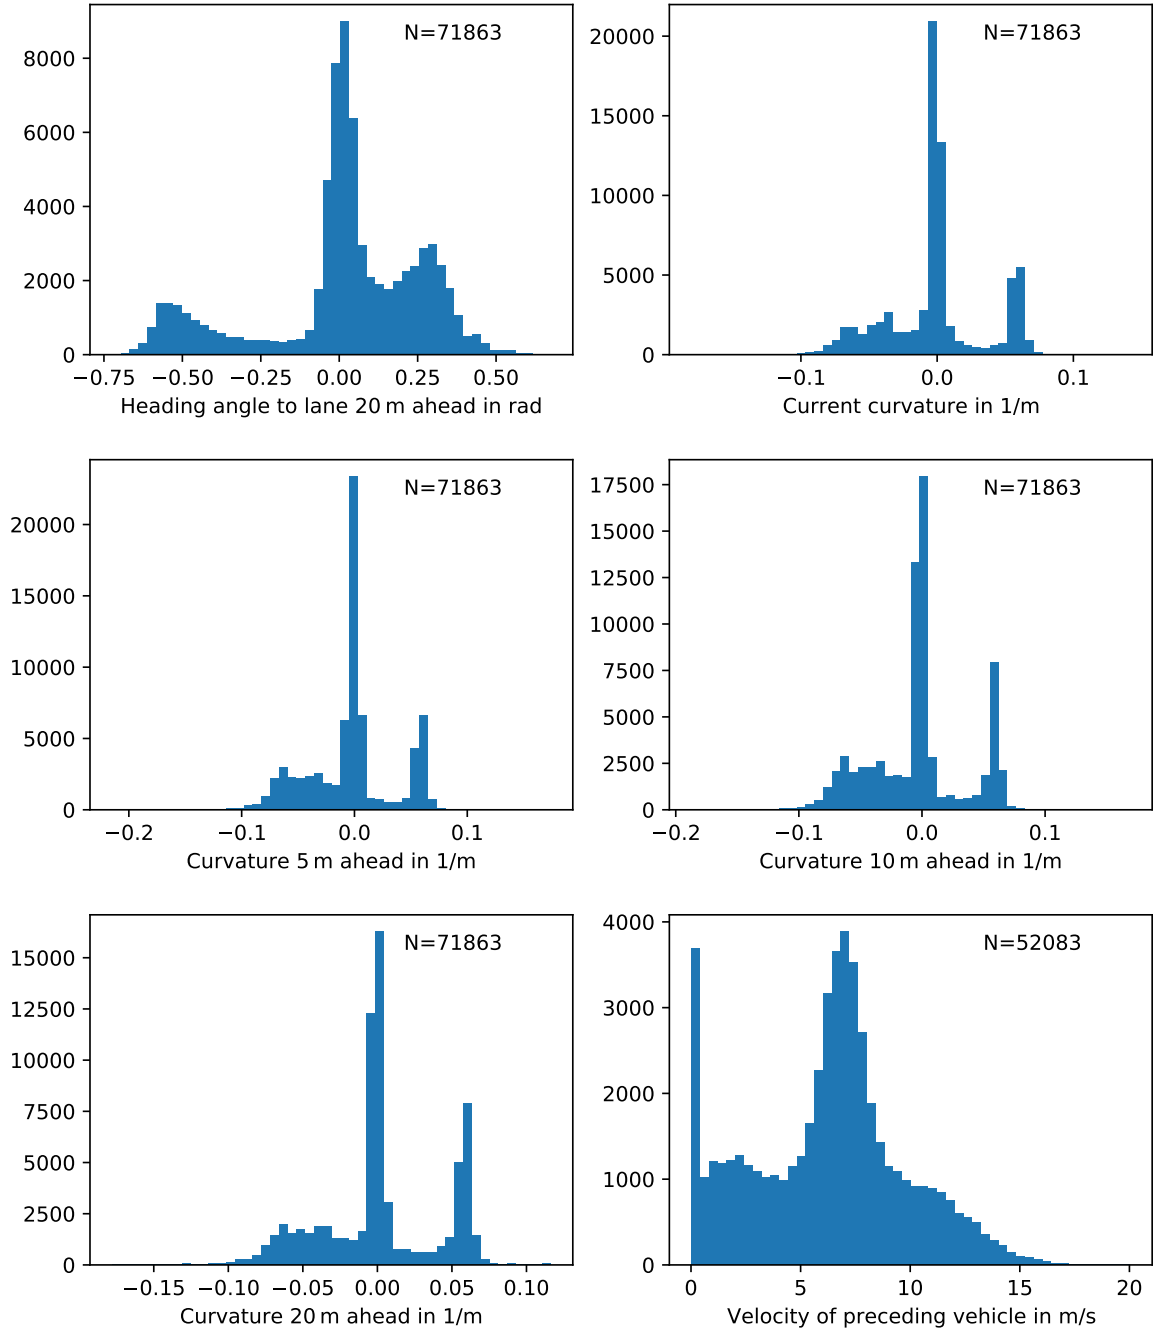 8000
6000
4000
2000
0
−0.75 −0.50 −0.25 0.00 0.25 0.50
Heading angle to lane 20 m ahead in rad
N=71863
20000
15000
10000
5000
0
−0.1 0.0 0.1
Current curvature in 1/m
N=71863
20000
15000
10000
5000
0
−0.2 −0.1 0.0 0.1
Curvature 5 m ahead in 1/m
N=71863
17500
15000
12500
10000
7500
5000
2500
0
−0.2 −0.1 0.0 0.1
Curvature 10 m ahead in 1/m
N=71863
15000
12500
10000
7500
5000
2500
0
−0.15 −0.10 −0.05 0.00 0.05 0.10
Curvature 20 m ahead in 1/m
N=71863
4000
3000
2000
1000
0
0 5 10 15 20
Velocity of preceding vehicle in m/s
N=52083